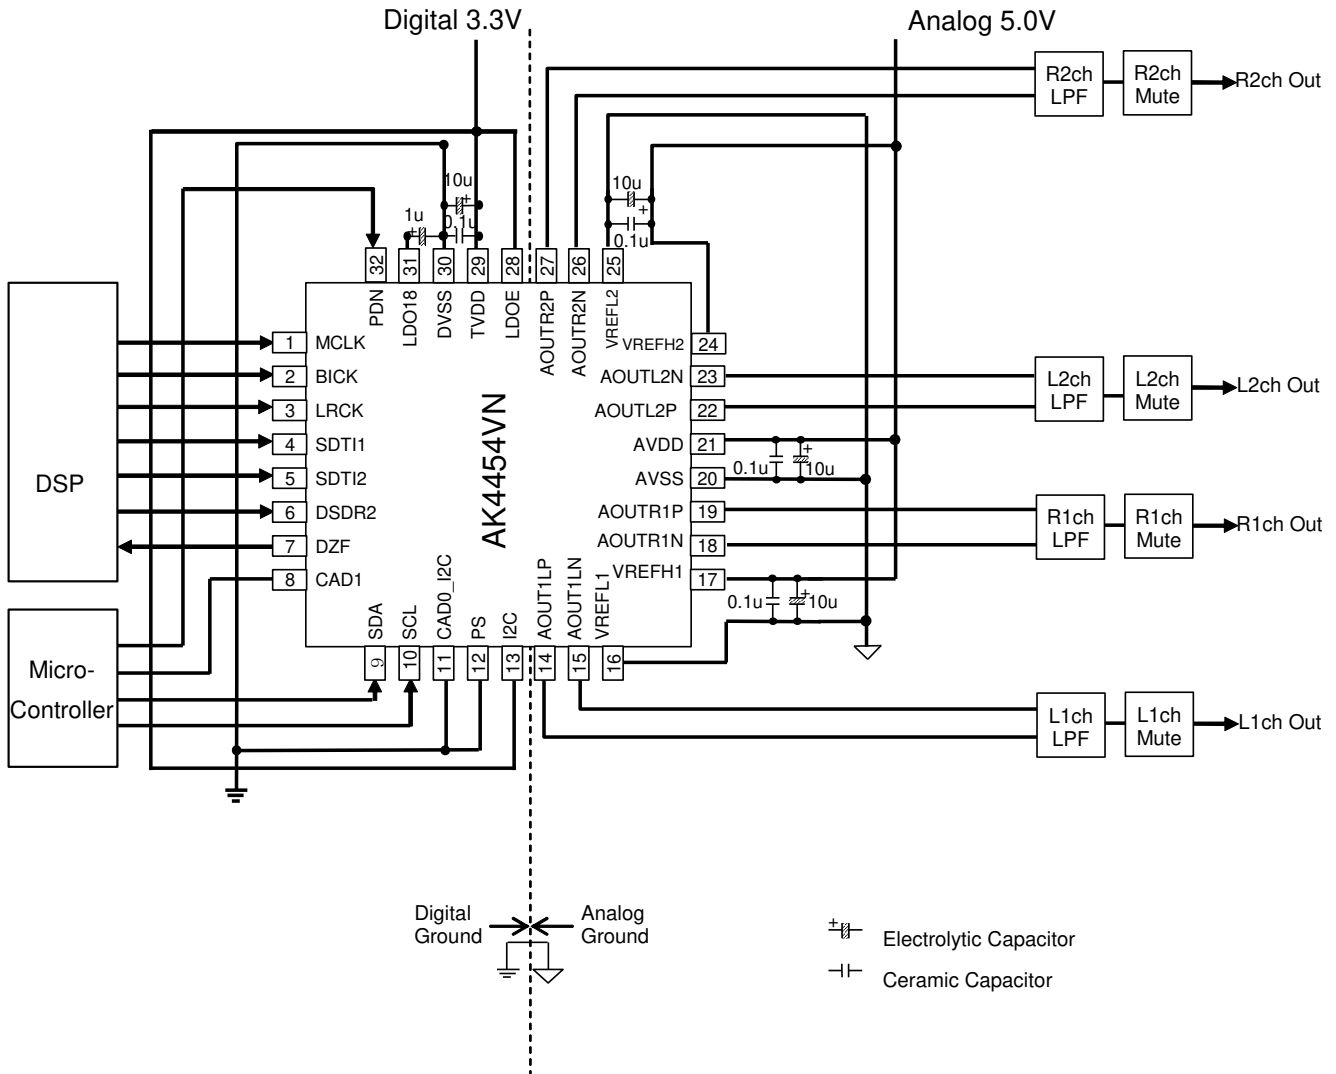 Digital 3.3V
Analog 5.0V
R2ch
LPF
R2ch
Mute
R2ch Out
10u
+
1u
+
0.1u
10u
+
0.1u
32
31
30
29
28
27
26
25
PDN
LDO18
DVSS
TVDD
LDOE
AOUTR2P
AOUTR2N
VREFL2
DSP
1
MCLK
2
BICK
3
LRCK
4
SDTI1
5
SDTI2
6
DSDR2
7
DZF
8
CAD1
AK4454VN
VREFH2
24
AOUTL2N
23
AOUTL2P
22
AVDD
21
AVSS
20
AOUTR1P
19
AOUTR1N
18
VREFH1
17
0.1u
+
10u
0.1u
+
10u
L2ch
LPF
L2ch
Mute
L2ch Out
R1ch
LPF
R1ch
Mute
R1ch Out
SDA
SCL
CAD0_I2C
PS
I2C
AOUT1LP
AOUT1LN
VREFL1
9
10
11
12
13
14
15
16
Micro-
Controller
L1ch
LPF
L1ch
Mute
L1ch Out
Digital
Ground
Analog
Ground
+
Electrolytic Capacitor
Ceramic Capacitor